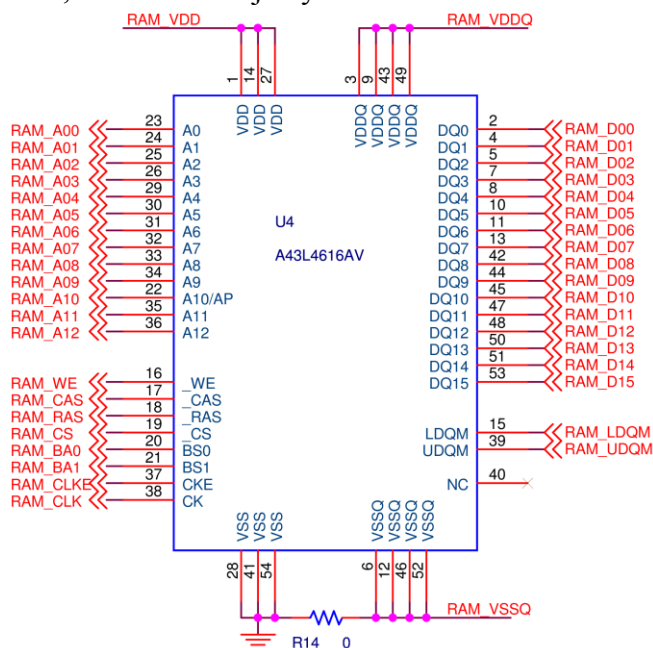 RAM_VDD RAM_VDDQ
1 14 27 3 9 43 49
VDD VDD VDD VDDQ VDDQ VDDQ VDDQ
RAM_A00 23 A0 DQ0 2 RAM_D00
RAM_A01 24 A1 DQ1 4 RAM_D01
RAM_A02 25 A2 DQ2 5 RAM_D02
RAM_A03 26 A3 DQ3 7 RAM_D03
RAM_A04 29 A4 DQ4 8 RAM_D04
RAM_A05 30 A5 DQ5 10 RAM_D05
RAM_A06 31 A6 U4 DQ6 11 RAM_D06
RAM_A07 32 A7 DQ7 13 RAM_D07
RAM_A08 33 A8 A43L4616AV DQ8 42 RAM_D08
RAM_A09 34 A9 DQ9 44 RAM_D09
RAM_A10 22 A10/AP DQ10 45 RAM_D10
RAM_A11 35 A11 DQ11 47 RAM_D11
RAM_A12 36 A12 DQ12 48 RAM_D12
DQ13 50 RAM_D13
DQ14 51 RAM_D14
RAM_WE 16 _WE DQ15 53 RAM_D15
RAM_CAS 17 _CAS
RAM_RAS 18 _RAS
RAM_CS 19 _CS LDQM 15 RAM_LDQM
RAM_BA0 20 BS0 UDQM 39 RAM_UDQM
RAM_BA1 21 BS1
RAM_CLKE 37 CKE NC 40
RAM_CLK 38 CK
VSS VSS VSS VSSQ VSSQ VSSQ VSSQ
28 41 54 6 12 46 52
RAM_VSSQ
R14 0